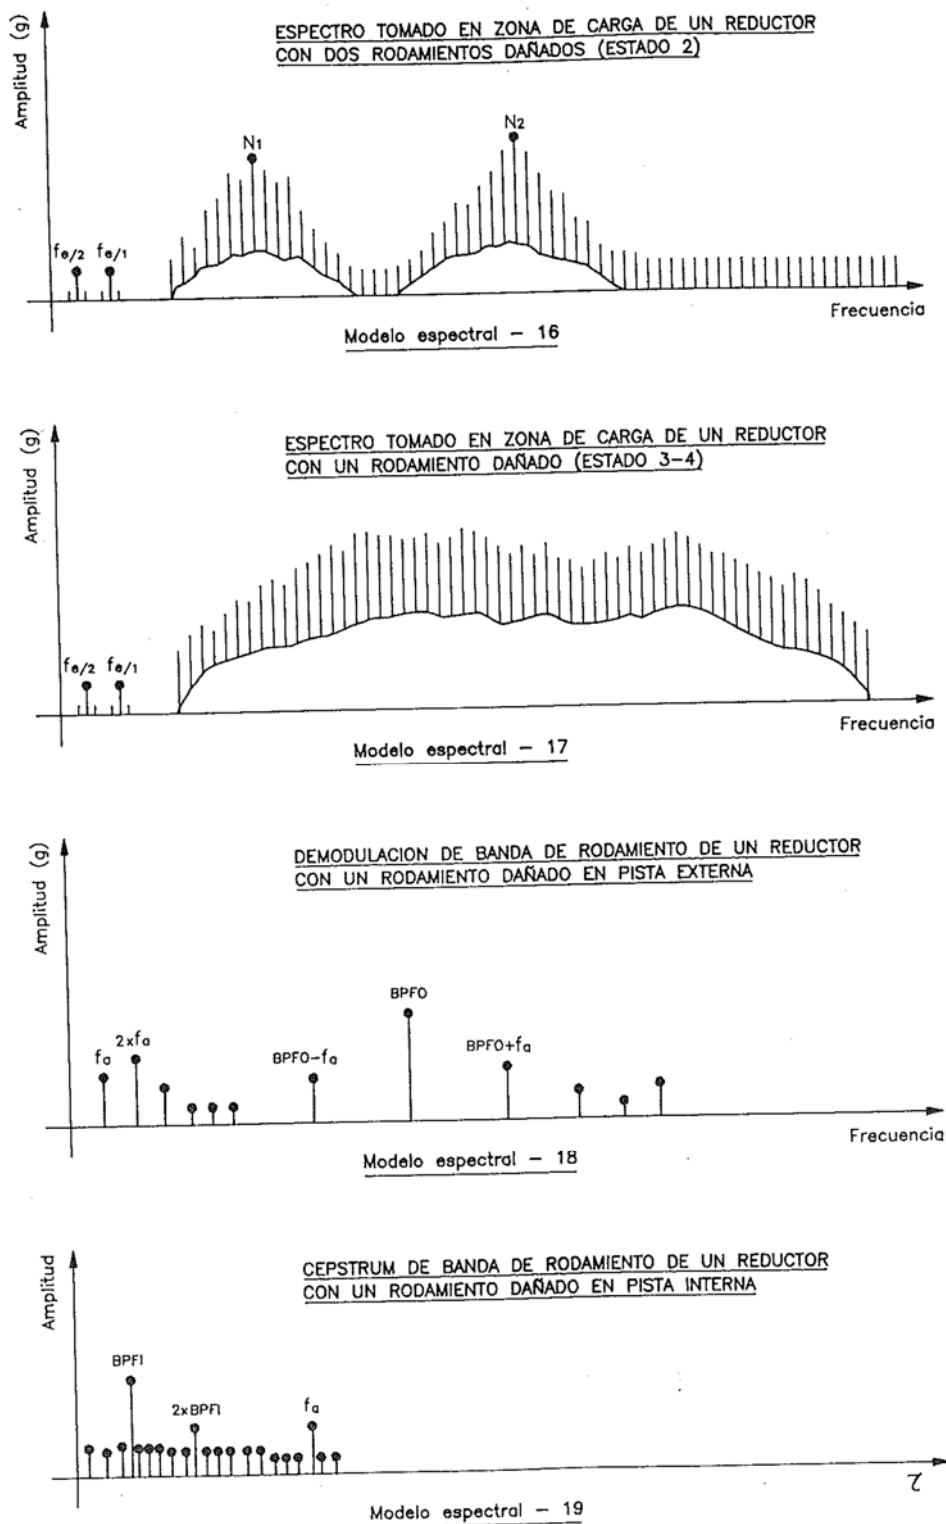 Amplitud (g)
ESPECTRO TOMADO EN ZONA DE CARGA DE UN REDUCTOR
CON DOS RODAMIENTOS DAÑADOS (ESTADO 2)
N1
N2
fe/2
fe/1
Frecuencia
Modelo espectral - 16
Amplitud (g)
ESPECTRO TOMADO EN ZONA DE CARGA DE UN REDUCTOR
CON UN RODAMIENTO DAÑADO (ESTADO 3-4)
fe/2
fe/1
Frecuencia
Modelo espectral - 17
Amplitud (g)
DEMODULACION DE BANDA DE RODAMIENTO DE UN REDUCTOR
CON UN RODAMIENTO DAÑADO EN PISTA EXTERNA
BPFO
fa
2xfa
BPFO-fa
BPFO+fa
Frecuencia
Modelo espectral - 18
Amplitud
CEPSTRUM DE BANDA DE RODAMIENTO DE UN REDUCTOR
CON UN RODAMIENTO DAÑADO EN PISTA INTERNA
BPFI
2xBPFI
fa
Modelo espectral - 19